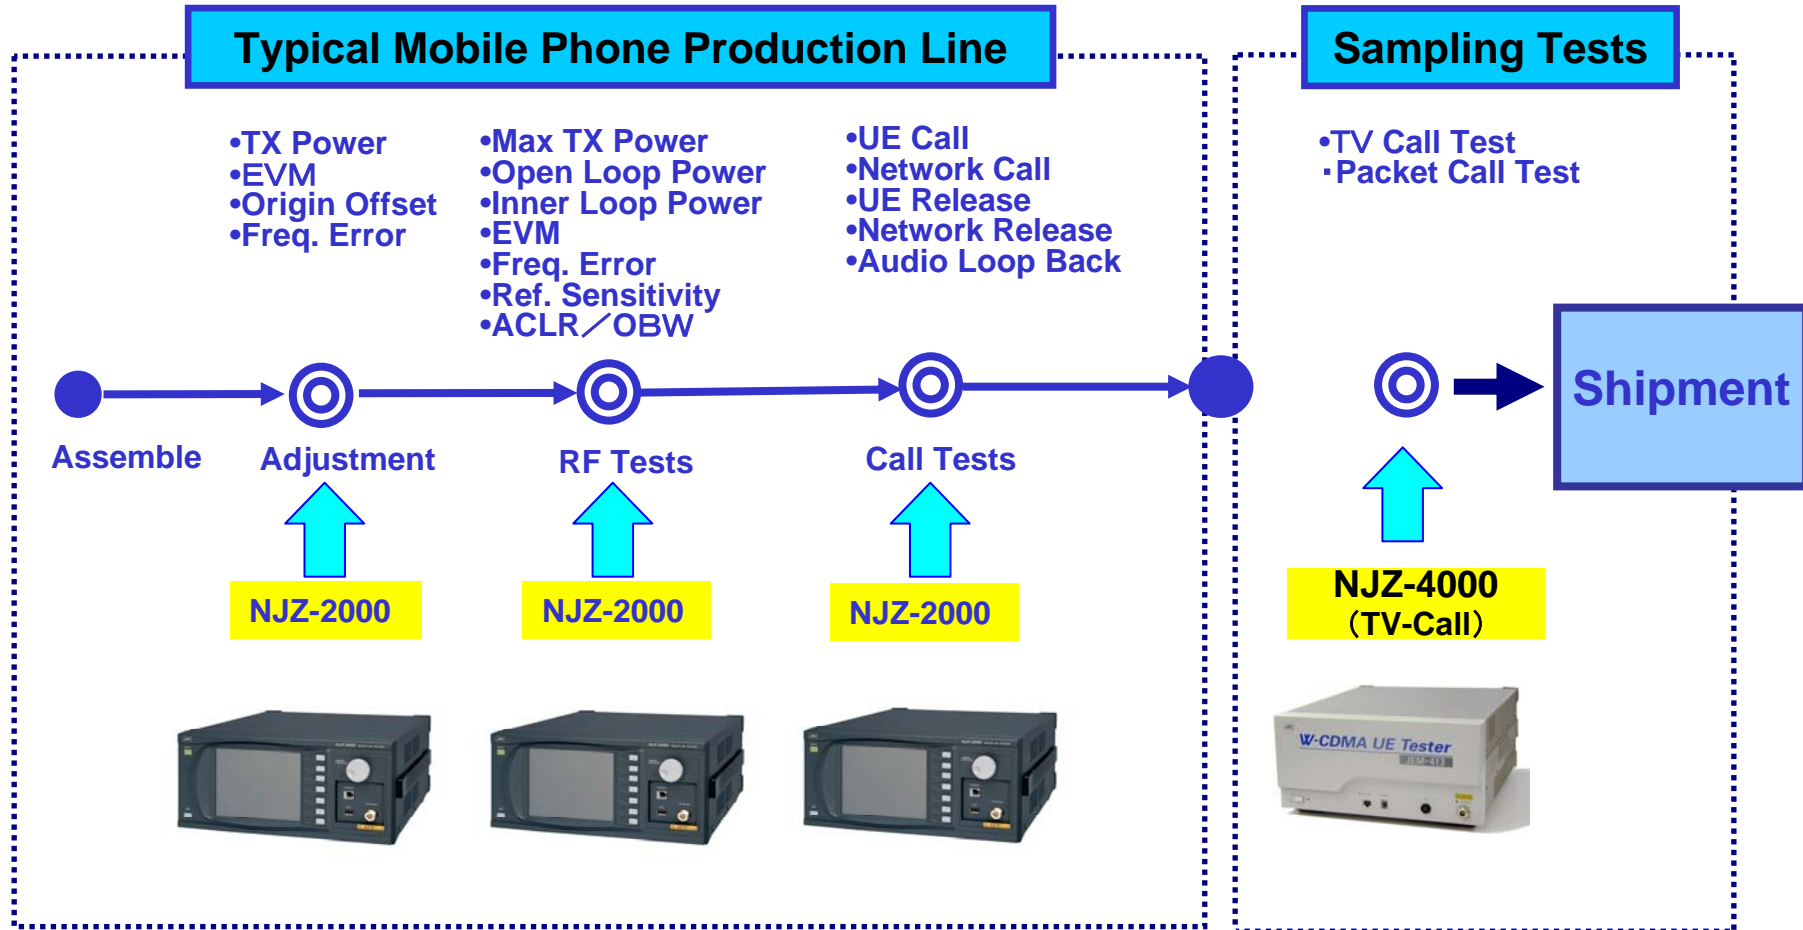 Typical Mobile Phone Production Line
Sampling Tests
•TX Power
•EVM
•Origin Offset
•Freq. Error
•Max TX Power
•Open Loop Power
•Inner Loop Power
•EVM
•Freq. Error
•Ref. Sensitivity
•ACLR／OBW
•UE Call
•Network Call
•UE Release
•Network Release
•Audio Loop Back
•TV Call Test
・Packet Call Test
Assemble
Adjustment
RF Tests
Call Tests
Shipment
NJZ-2000
NJZ-2000
NJZ-2000
NJZ-4000
（TV-Call）
W-CDMA UE Tester
JEM-413